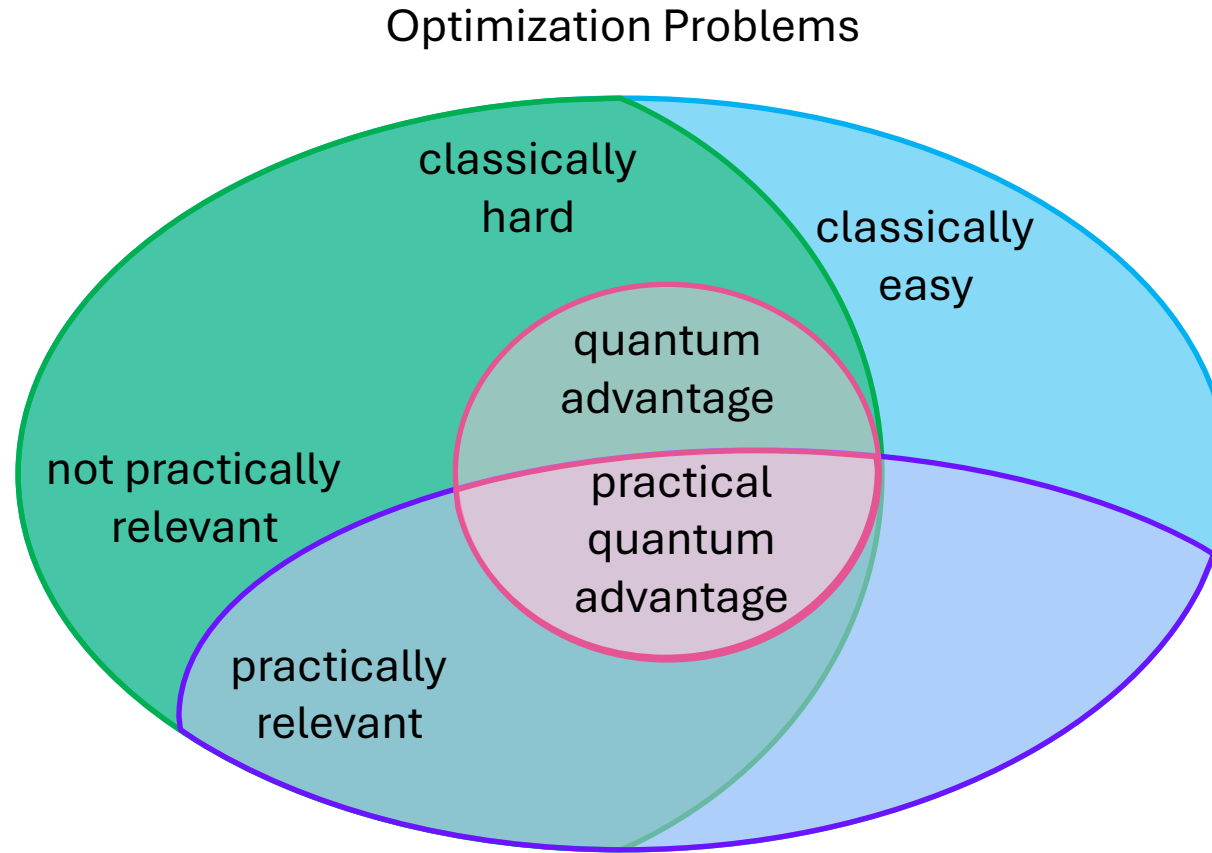 Optimization Problems
classically
hard
classically
easy
quantum
advantage
not practically
relevant
practical
quantum
advantage
practically
relevant